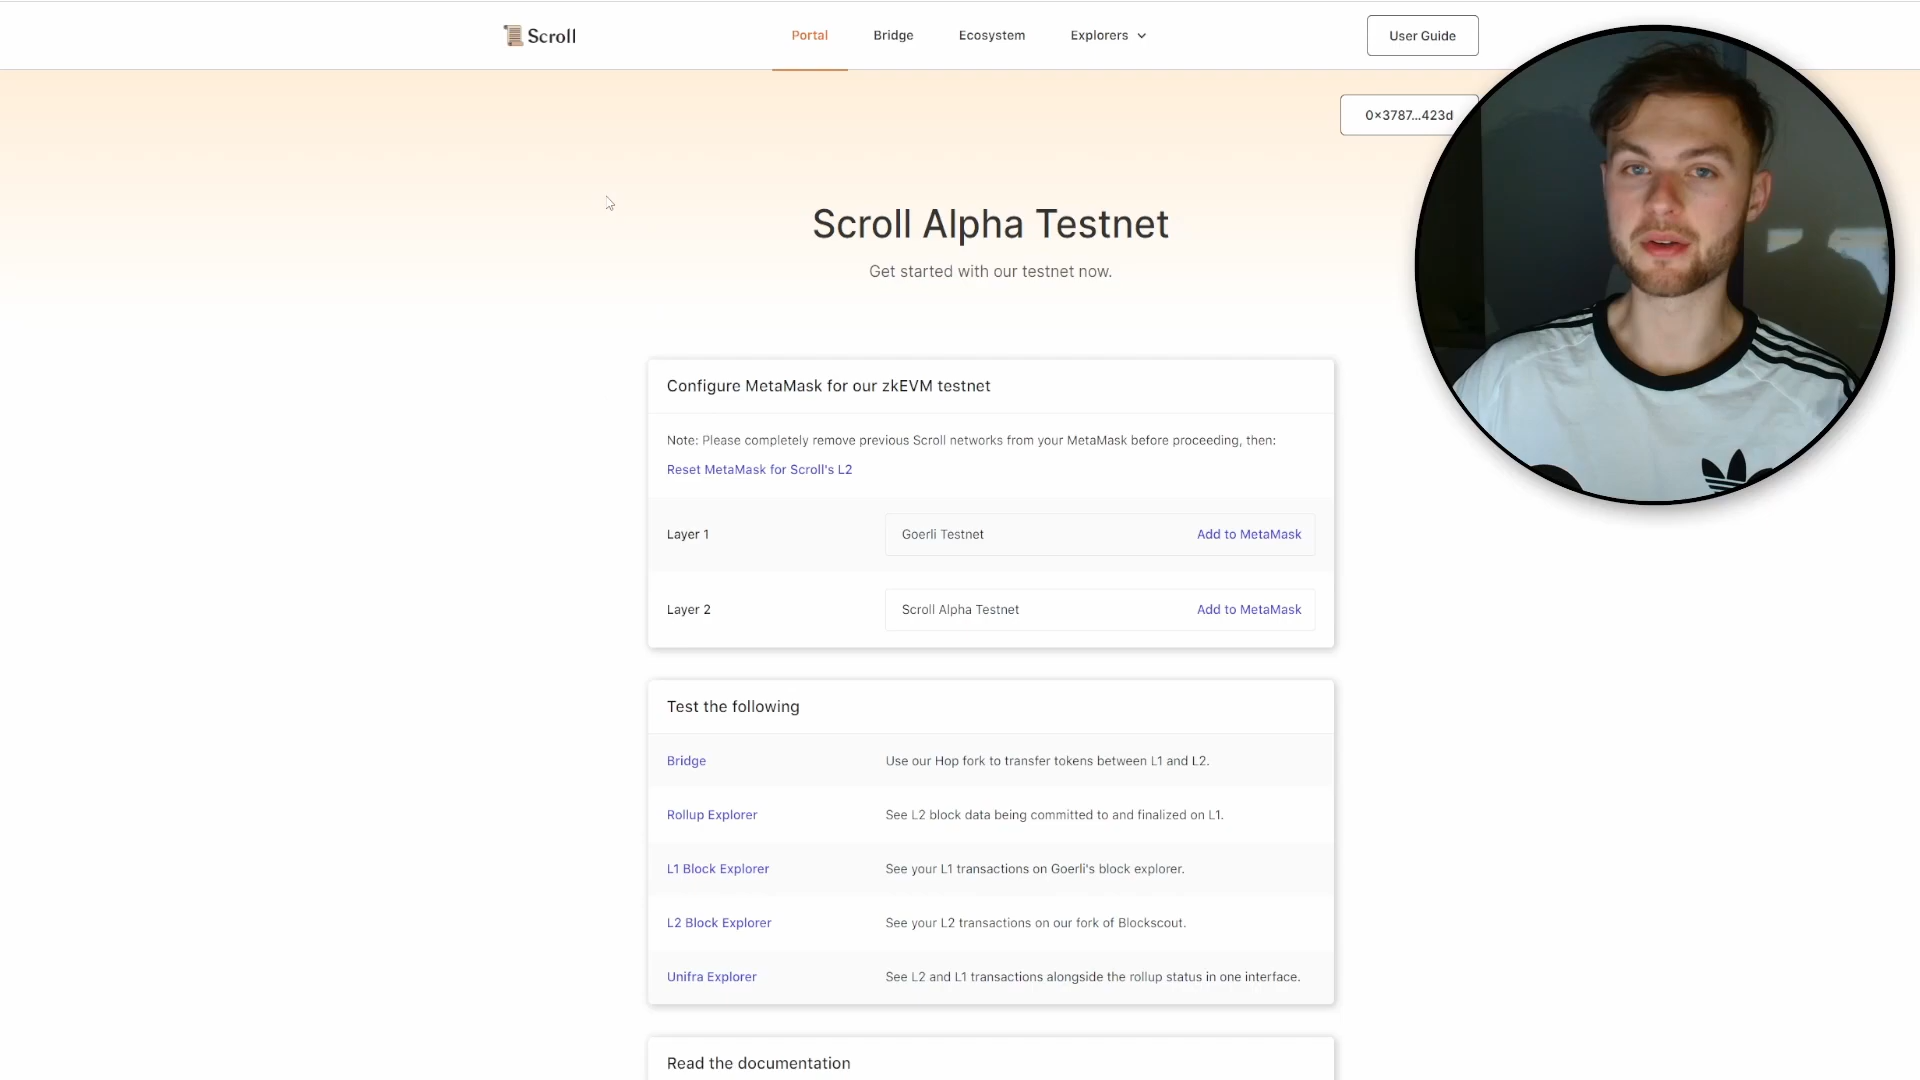 Scroll
Portal
Bridge
Ecosystem
Explorers
User Guide
0×3787...423d
Scroll Alpha Testnet
Get started with our testnet now.
Configure MetaMask for our zkEVM testnet
Note: Please completely remove previous Scroll networks from your MetaMask before proceeding, then:
Reset MetaMask for Scroll's L2
Layer 1
Goerli Testnet
Add to MetaMask
Layer 2
Scroll Alpha Testnet
Add to MetaMask
Test the following
Bridge
Use our Hop fork to transfer tokens between L1 and L2.
Rollup Explorer
See L2 block data being committed to and finalized on L1.
L1 Block Explorer
See your L1 transactions on Goerli's block explorer.
L2 Block Explorer
See your L2 transactions on our fork of Blockscout.
Unifra Explorer
See L2 and L1 transactions alongside the rollup status in one interface.
Read the documentation